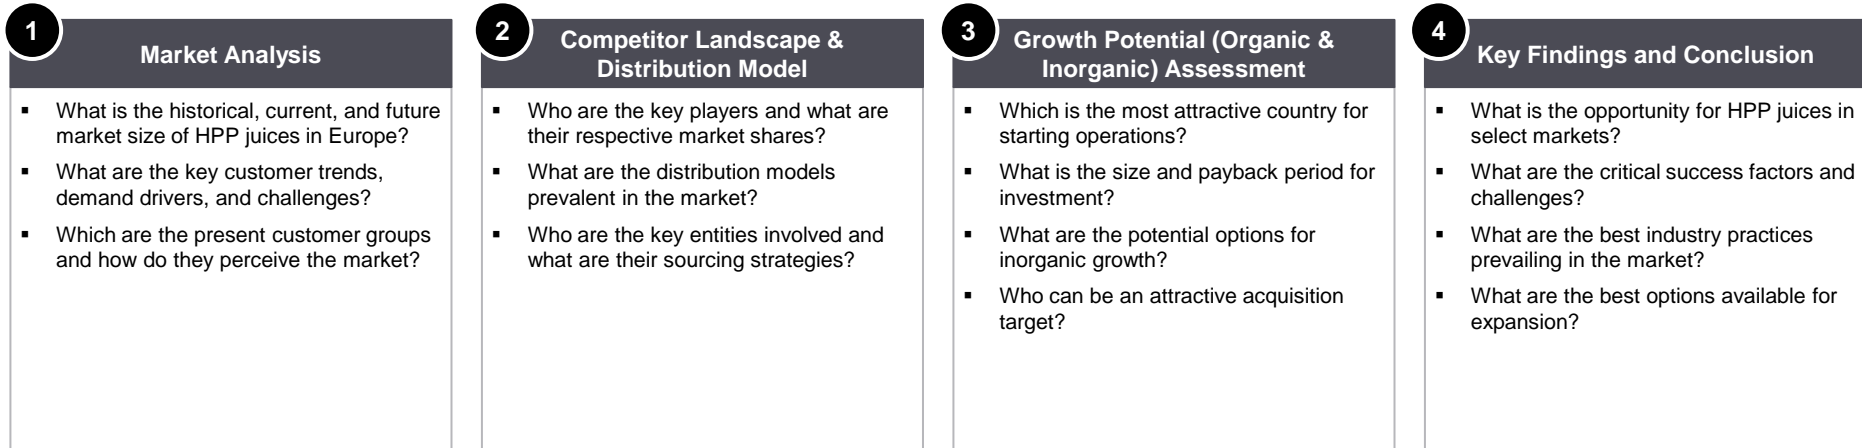 1
Market Analysis
▪ What is the historical, current, and future
market size of HPP juices in Europe?
▪ What are the key customer trends,
demand drivers, and challenges?
▪ Which are the present customer groups
and how do they perceive the market?
2
Competitor Landscape &
Distribution Model
▪ Who are the key players and what are
their respective market shares?
▪ What are the distribution models
prevalent in the market?
▪ Who are the key entities involved and
what are their sourcing strategies?
3
Growth Potential (Organic &
Inorganic) Assessment
▪ Which is the most attractive country for
starting operations?
▪ What is the size and payback period for
investment?
▪ What are the potential options for
inorganic growth?
▪ Who can be an attractive acquisition
target?
4
Key Findings and Conclusion
▪ What is the opportunity for HPP juices in
select markets?
▪ What are the critical success factors and
challenges?
▪ What are the best industry practices
prevailing in the market?
▪ What are the best options available for
expansion?